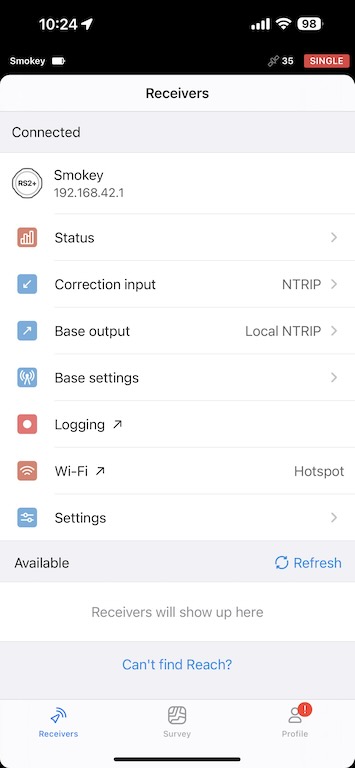 10:24
98
Smokey
35 SINGLE
Receivers
Connected
RS2+
Smokey
192.168.42.1
Status
Correction input NTRIP
Base output Local NTRIP
Base settings
Logging
Wi-Fi Hotspot
Settings
Available Refresh
Receivers will show up here
Can't find Reach?
!
Receivers Survey Profile